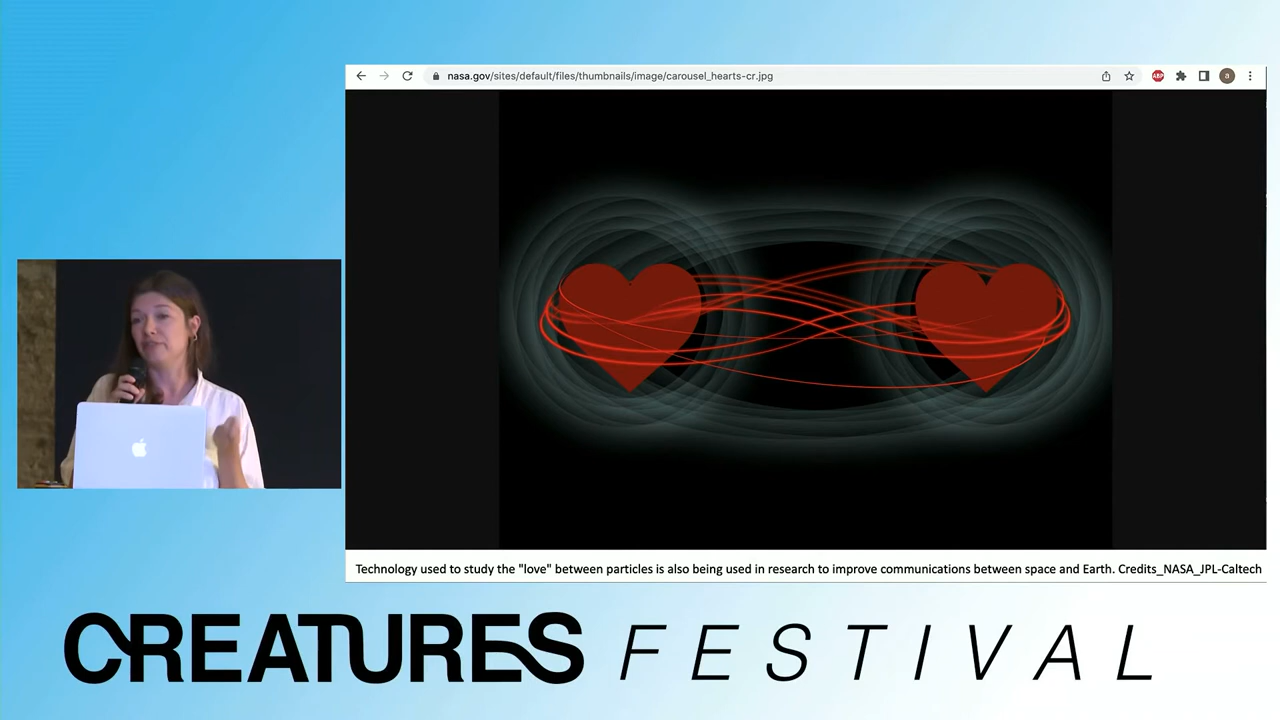 nasa.gov/sites/default/files/thumbnails/image/carousel_hearts-cr.jpg
ABP
a
Technology used to study the "love" between particles is also being used in research to improve communications between space and Earth. Credits_NASA_JPL-Caltech
CREATURES FESTIVAL